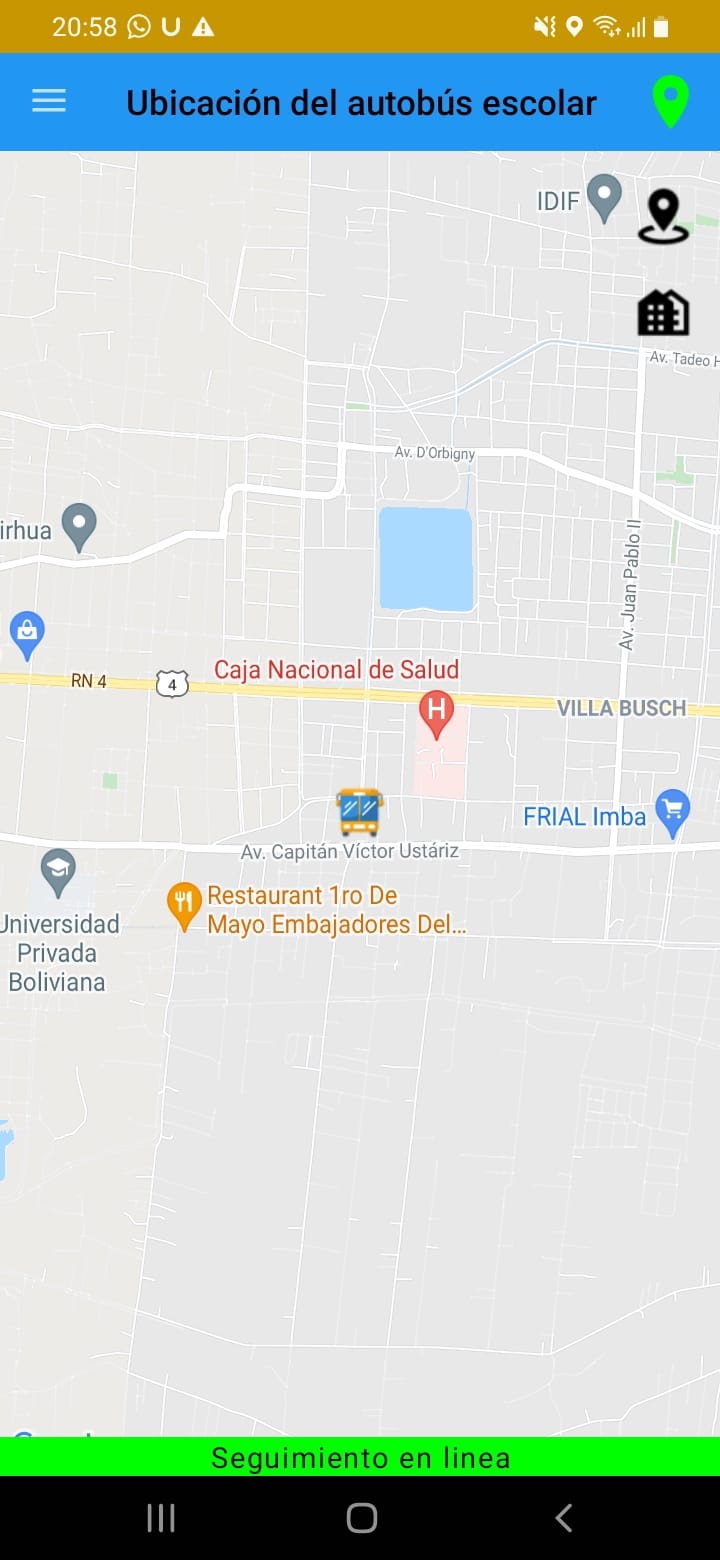 20:58
Ubicación del autobús escolar
IDIF
Av. Tadeo H
Av. D'Orbigny
irhua
Av. Juan Pablo II
Caja Nacional de Salud
RN 4
4
H
VILLA BUSCH
FRIAL Imba
Av. Capitán Víctor Ustáriz
Restaurant 1ro De
Mayo Embajadores Del...
Universidad
Privada
Boliviana
Seguimiento en linea